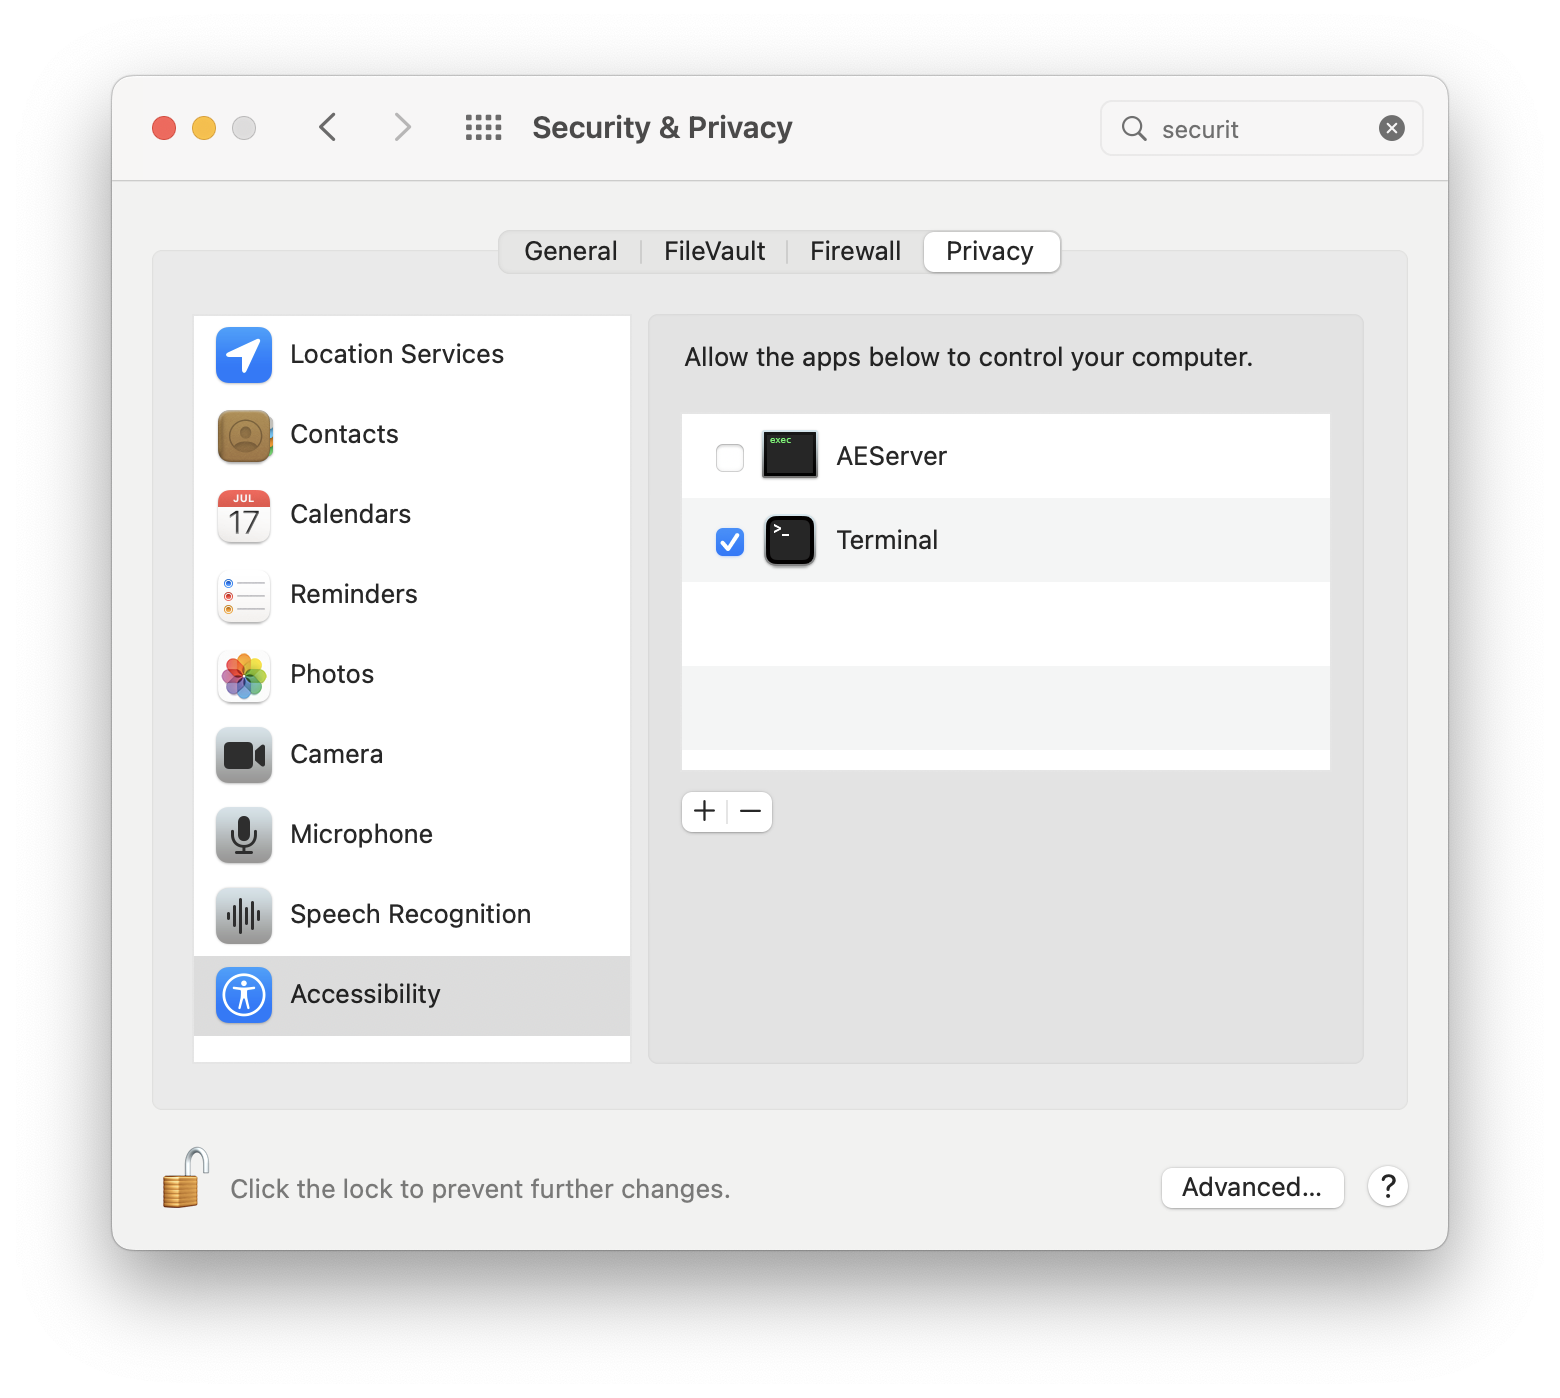 Security & Privacy
securit
General
FileVault
Firewall
Privacy
Location Services
Contacts
JUL
17
Calendars
Reminders
Photos
Camera
Microphone
Speech Recognition
Accessibility
Allow the apps below to control your computer.
exec
AEServer
>_
Terminal
+ −
Click the lock to prevent further changes.
Advanced...
?